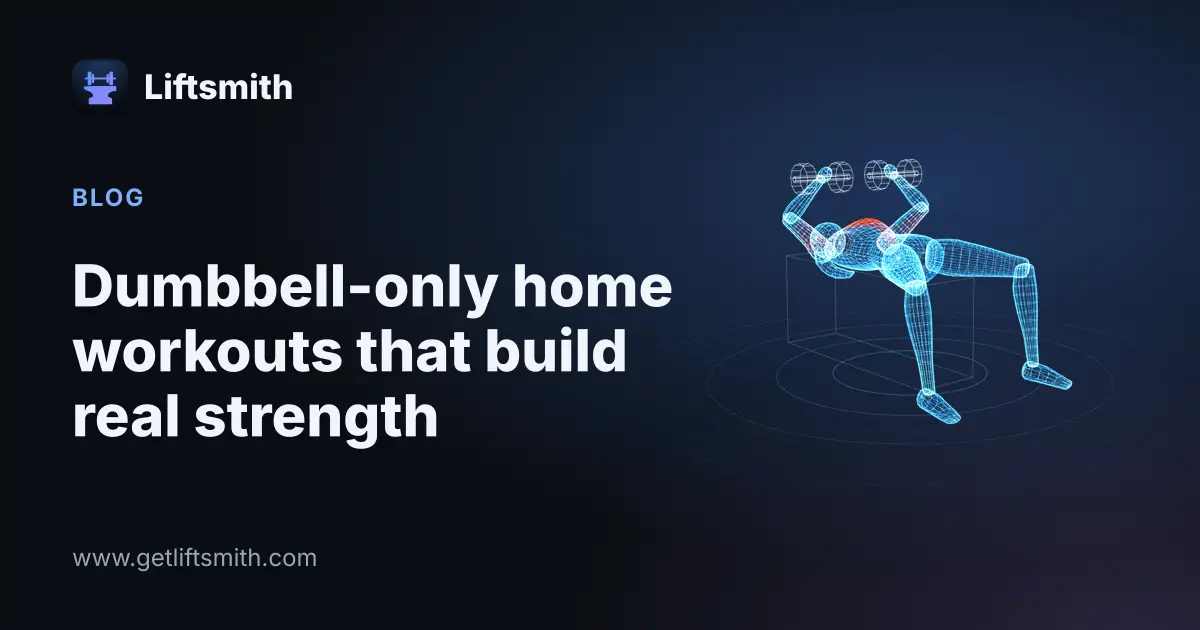 Liftsmith
BLOG
Dumbbell-only home
workouts that build
real strength
www.getliftsmith.com